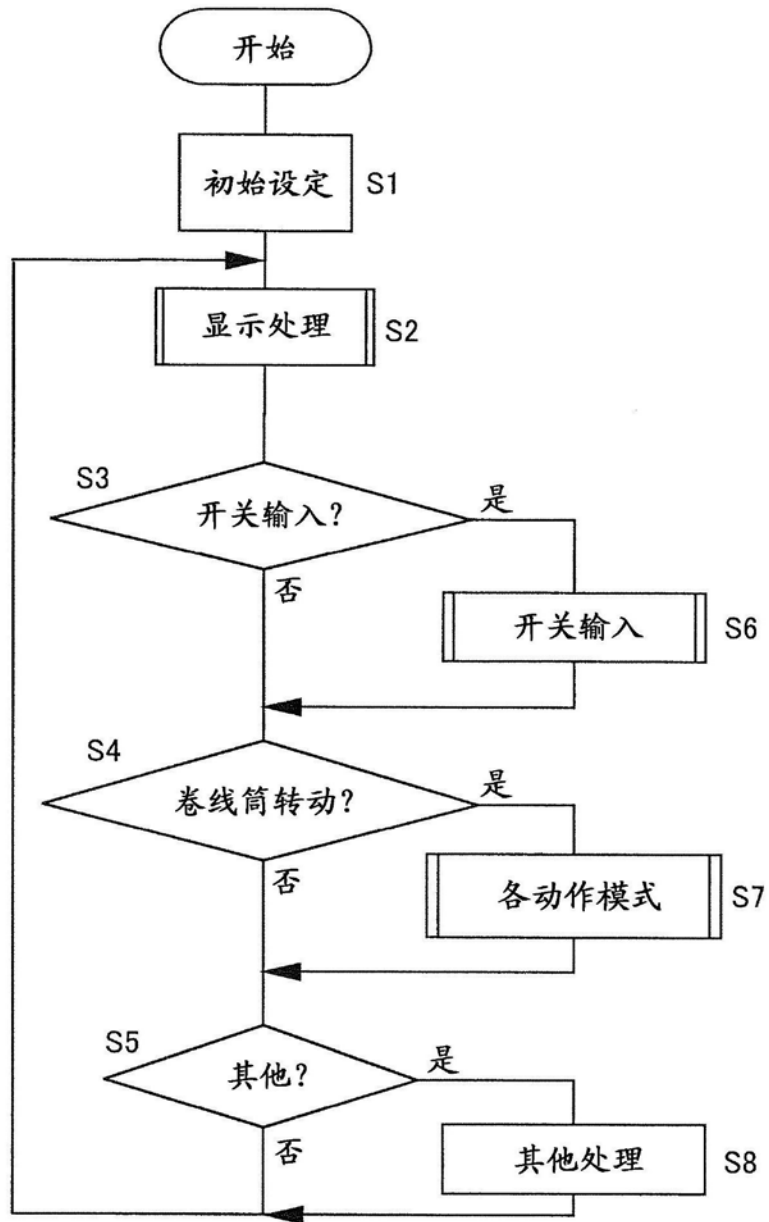 开始
初始设定 S1
显示处理 S2
S3
开关输入? 是
否
开关输入 S6
S4
卷线筒转动? 是
否
各动作模式 S7
S5
其他? 是
否
其他处理 S8